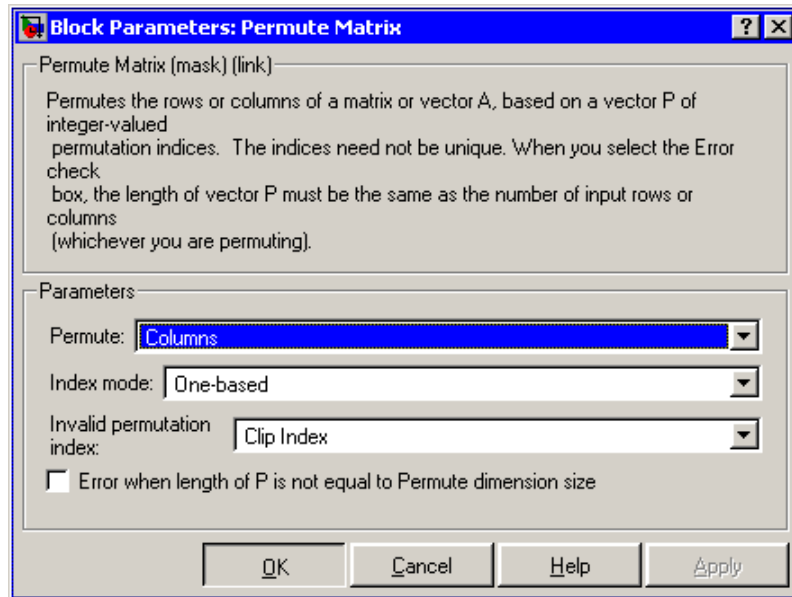 Block Parameters: Permute Matrix
Permute Matrix (mask) (link)
Permutes the rows or columns of a matrix or vector A, based on a vector P of
integer-valued
permutation indices.  The indices need not be unique. When you select the Error
check
box, the length of vector P must be the same as the number of input rows or
columns
(whichever you are permuting).
Parameters
Permute: Columns
Index mode: One-based
Invalid permutation
index: Clip Index
Error when length of P is not equal to Permute dimension size
OK Cancel Help Apply